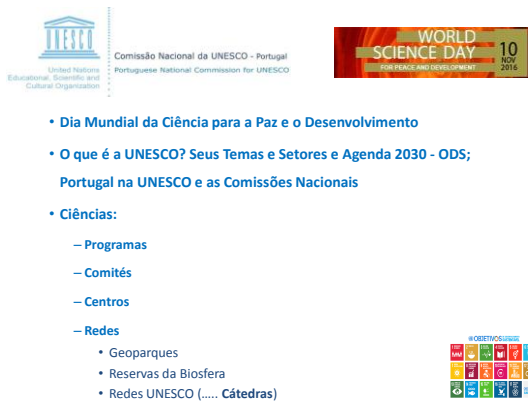 UNESCO
United Nations
Educational, Scientific and
Cultural Organization
Comissão Nacional da UNESCO - Portugal
Portuguese National Commission for UNESCO
WORLD
SCIENCE DAY
FOR PEACE AND DEVELOPMENT
10
NOV
2016
• Dia Mundial da Ciência para a Paz e o Desenvolvimento
• O que é a UNESCO? Seus Temas e Setores e Agenda 2030 - ODS;
Portugal na UNESCO e as Comissões Nacionais
• Ciências:
– Programas
– Comités
– Centros
– Redes
• Geoparques
• Reservas da Biosfera
• Redes UNESCO (..... Cátedras)
OBJETIVOS